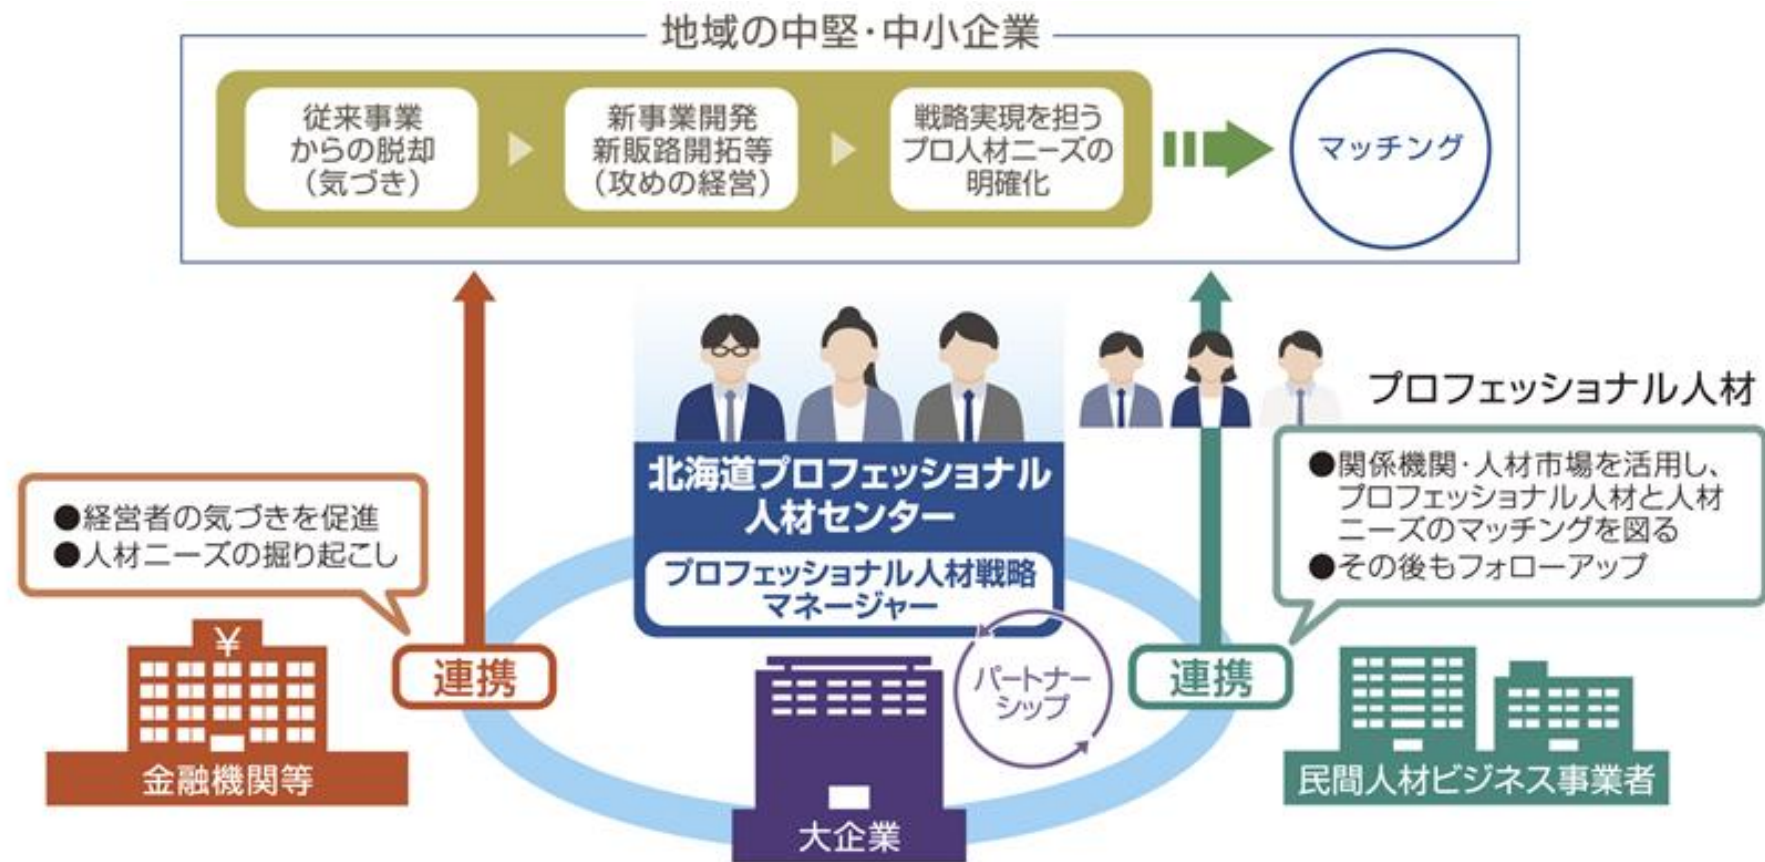 地域の中堅・中小企業
従来事業
からの脱却
(気づき)
新事業開発
新販路開拓等
(攻めの経営)
戦略実現を担う
プロ人材ニーズの
明確化
マッチング
プロフェッショナル人材
北海道プロフェッショナル
人材センター
プロフェッショナル人材戦略
マネージャー
●経営者の気づきを促進
●人材ニーズの掘り起こし
●関係機関・人材市場を活用し、
プロフェッショナル人材と人材
ニーズのマッチングを図る
●その後もフォローアップ
連携
パートナー
シップ
連携
¥
金融機関等
大企業
民間人材ビジネス事業者